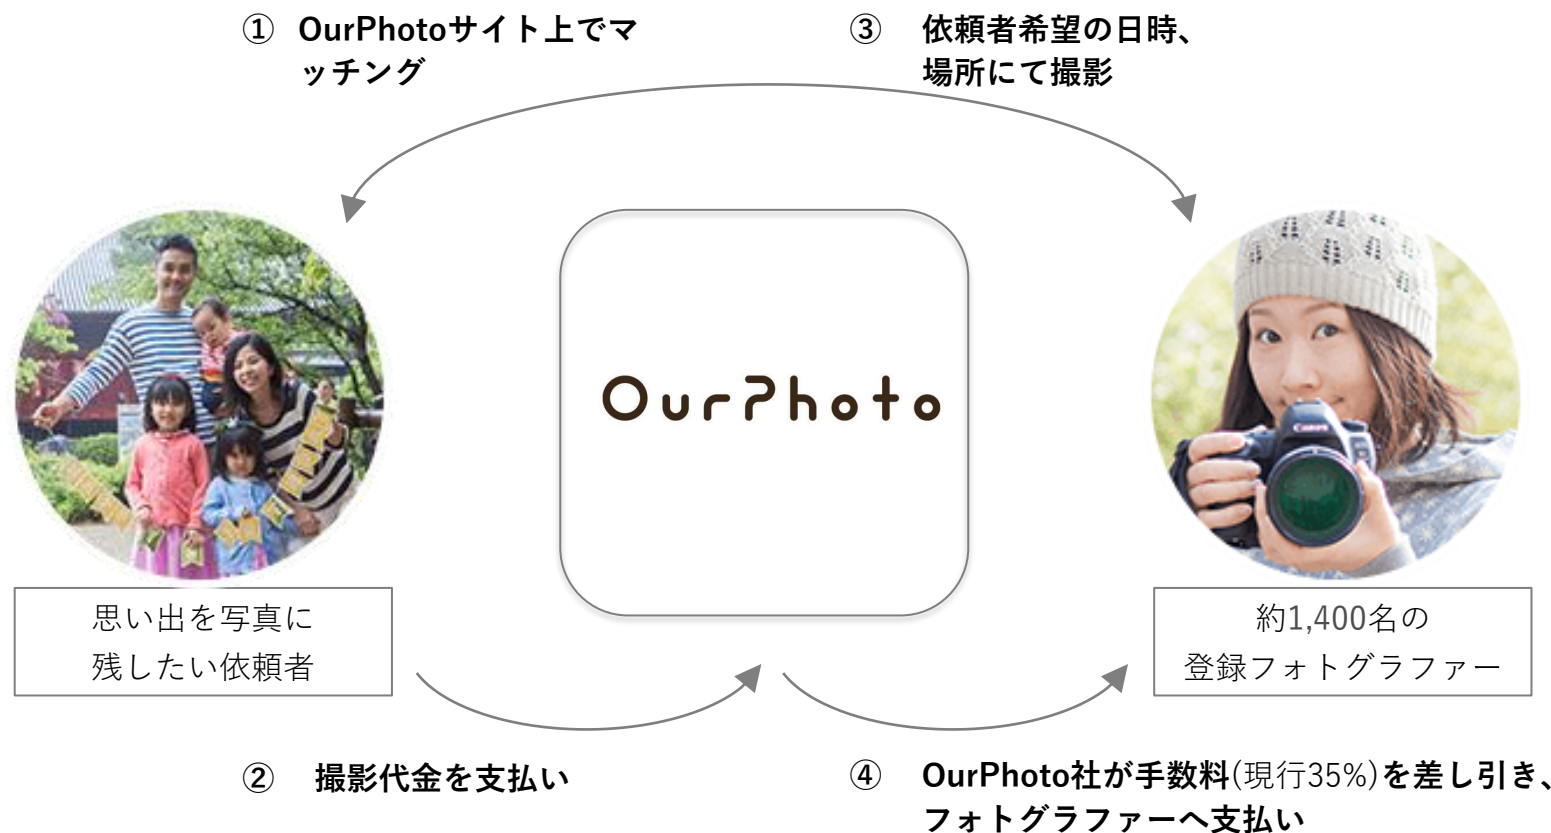 ① OurPhotoサイト上でマ
ッチング
③ 依頼者希望の日時、
場所にて撮影
OurPhoto
Canon
思い出を写真に
残したい依頼者
約1,400名の
登録フォトグラファー
② 撮影代金を支払い
④ OurPhoto社が手数料(現行35%)を差し引き、
フォトグラファーへ支払い